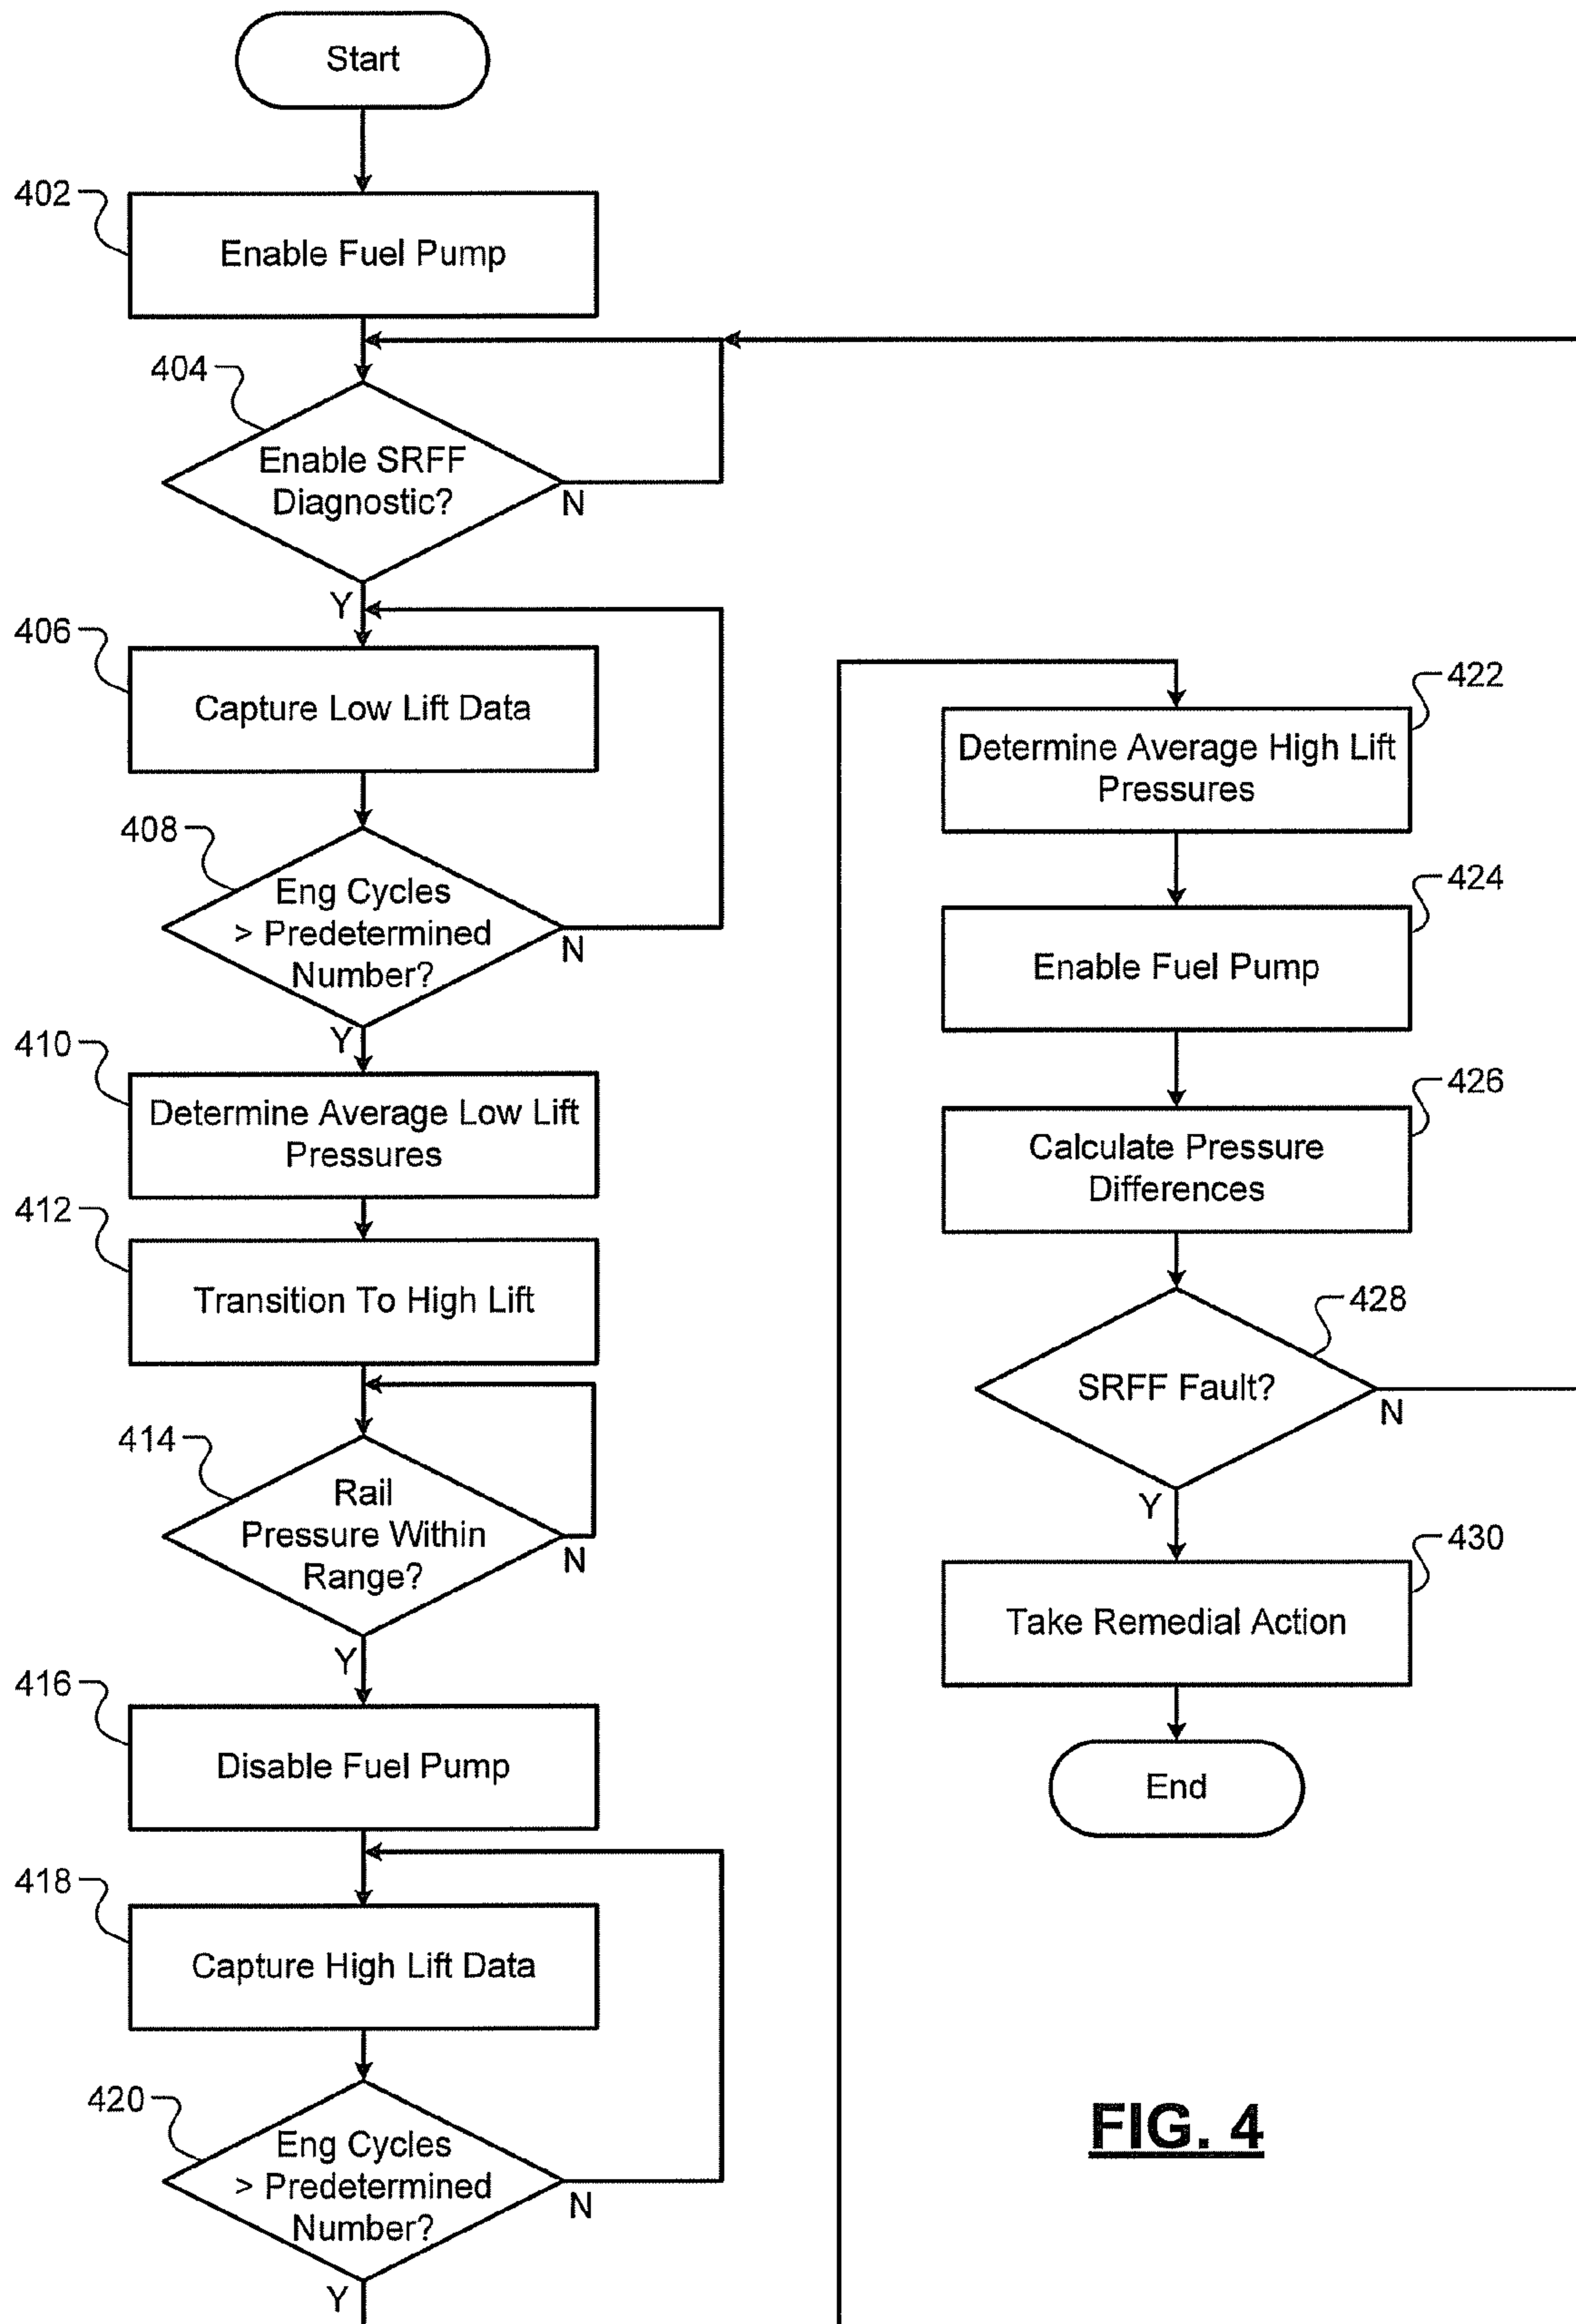 Start
402
Enable Fuel Pump
404
Enable SRFF
Diagnostic?
N
Y
406
Capture Low Lift Data
408
Eng Cycles
> Predetermined
Number?
N
Y
410
Determine Average Low Lift
Pressures
412
Transition To High Lift
414
Rail
Pressure Within
Range?
N
Y
416
Disable Fuel Pump
418
Capture High Lift Data
420
Eng Cycles
> Predetermined
Number?
N
Y
422
Determine Average High Lift
Pressures
424
Enable Fuel Pump
426
Calculate Pressure
Differences
428
SRFF Fault?
N
Y
430
Take Remedial Action
End
FIG. 4